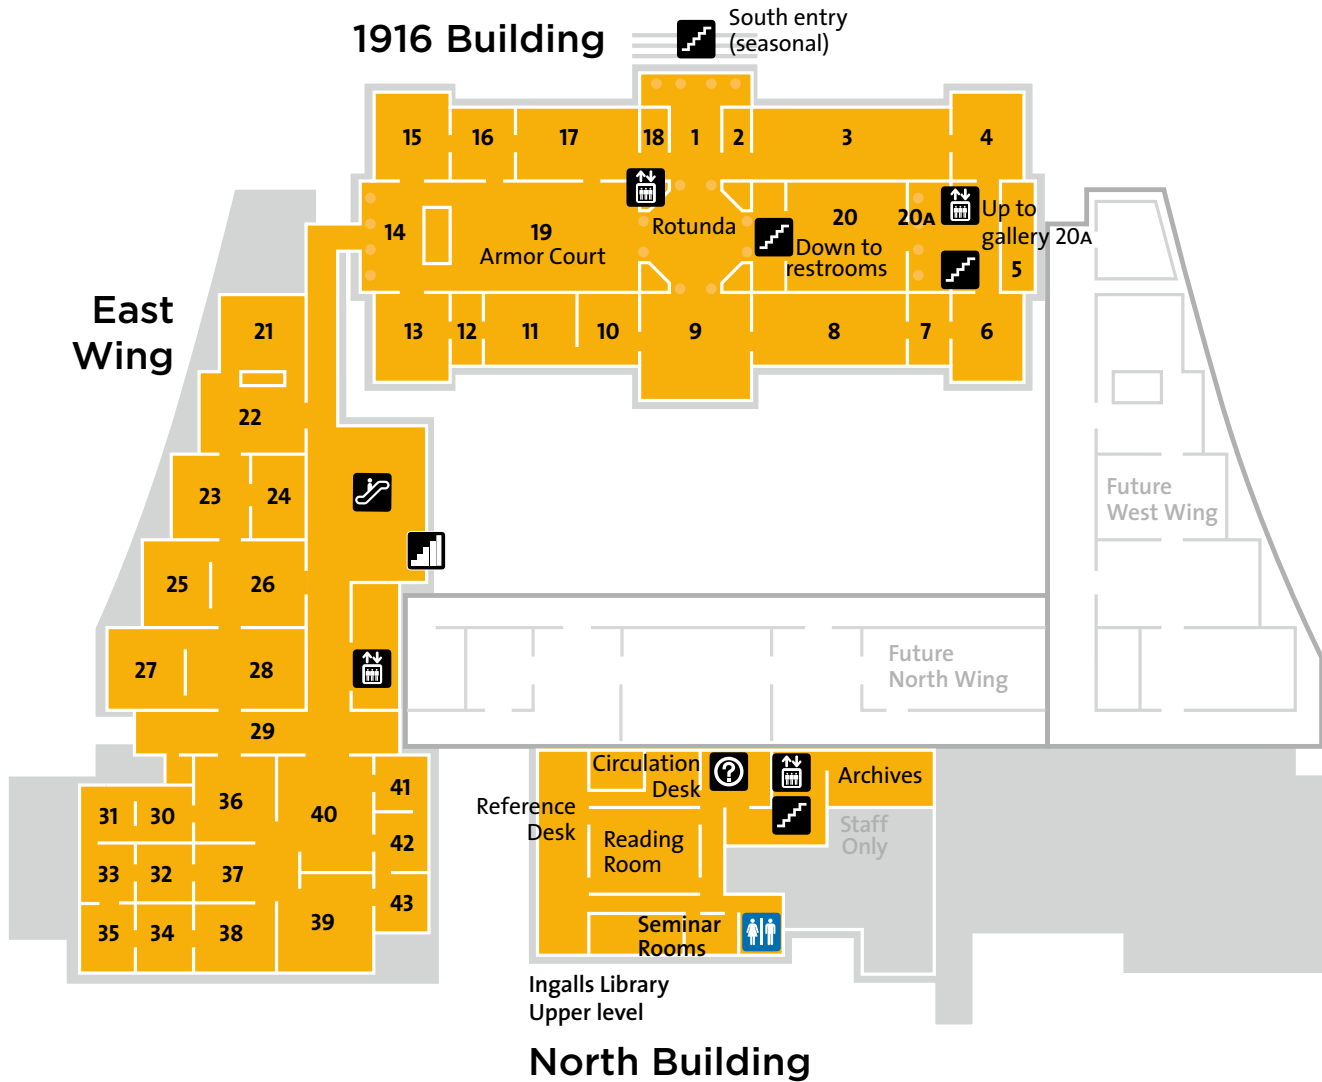 South entry
(seasonal)
1916 Building
15
16
17
18
1
2
3
4
14
19
Armor Court
Rotunda
20
20A
Up to
gallery 20A
Down to
restrooms
5
13
12
11
10
9
8
7
6
East
Wing
21
22
23
24
25
26
27
28
29
Future
West Wing
Future
North Wing
31
30
36
40
41
42
33
32
37
43
35
34
38
39
Circulation
Desk
?
Archives
Reference
Desk
Reading
Room
Staff
Only
Seminar
Rooms
Ingalls Library
Upper level
North Building